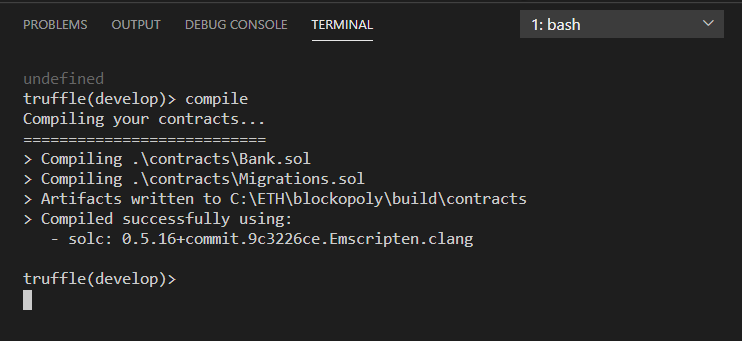 PROBLEMS OUTPUT DEBUG CONSOLE TERMINAL 1: bash
undefined
truffle(develop)> compile
Compiling your contracts...
===========================
> Compiling .\contracts\Bank.sol
> Compiling .\contracts\Migrations.sol
> Artifacts written to C:\ETH\blockopoly\build\contracts
> Compiled successfully using:
   - solc: 0.5.16+commit.9c3226ce.Emscripten.clang
truffle(develop)>